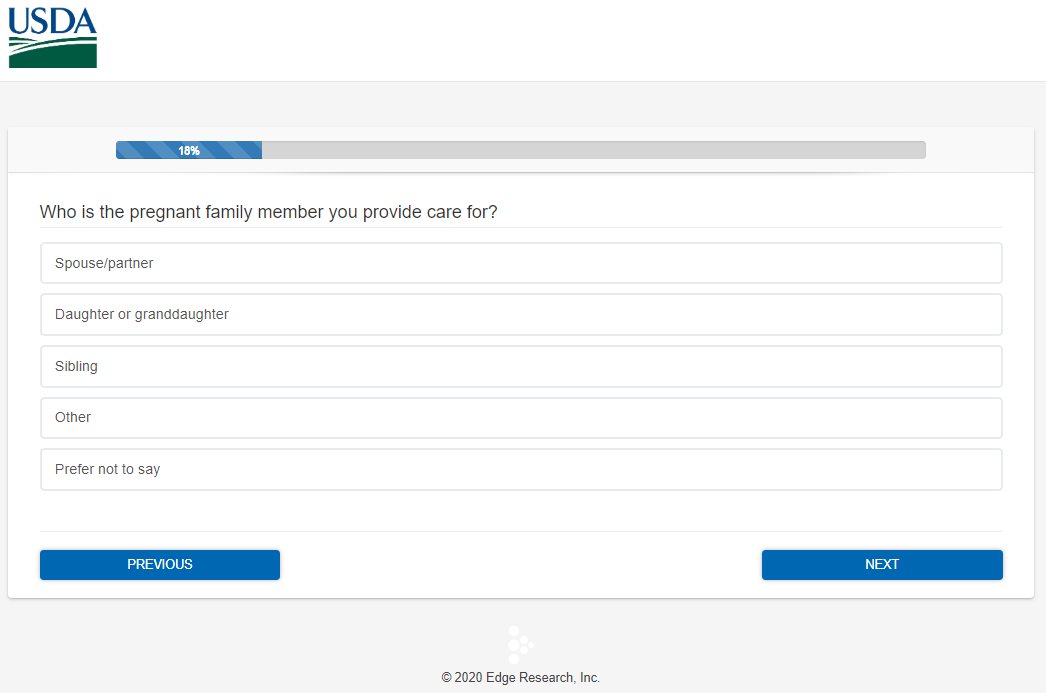 USDA
18%
Who is the pregnant family member you provide care for?
Spouse/partner
Daughter or granddaughter
Sibling
Other
Prefer not to say
PREVIOUS
NEXT
© 2020 Edge Research, Inc.